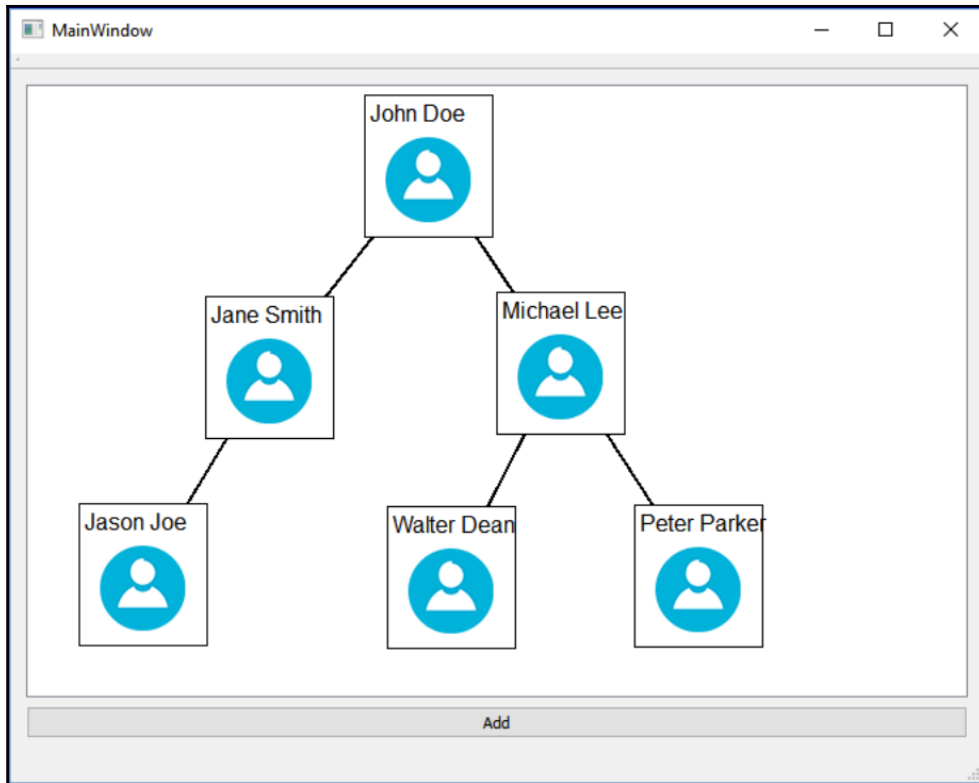 MainWindow
John Doe
Jane Smith
Michael Lee
Jason Joe
Walter Dean
Peter Parker
Add